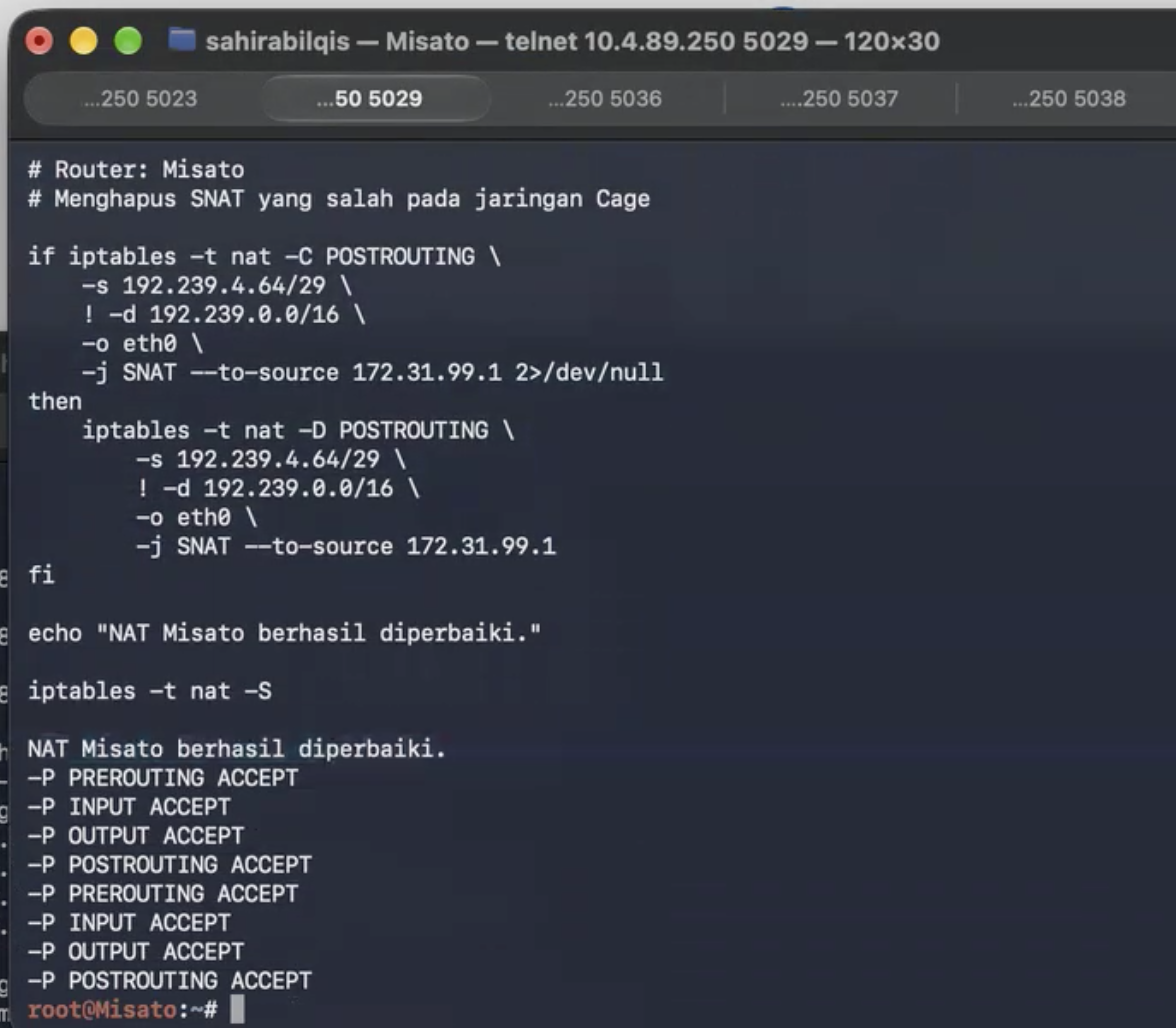 sahirabilqis — Misato — telnet 10.4.89.250 5029 — 120×30
...250 5023
...50 5029
...250 5036
....250 5037
...250 5038
# Router: Misato
# Menghapus SNAT yang salah pada jaringan Cage
if iptables -t nat -C POSTROUTING \
-s 192.239.4.64/29 \
! -d 192.239.0.0/16 \
-o eth0 \
-j SNAT --to-source 172.31.99.1 2>/dev/null
then
iptables -t nat -D POSTROUTING \
-s 192.239.4.64/29 \
! -d 192.239.0.0/16 \
-o eth0 \
-j SNAT --to-source 172.31.99.1
fi
echo "NAT Misato berhasil diperbaiki."
iptables -t nat -S
NAT Misato berhasil diperbaiki.
-P PREROUTING ACCEPT
-P INPUT ACCEPT
-P OUTPUT ACCEPT
-P POSTROUTING ACCEPT
-P PREROUTING ACCEPT
-P INPUT ACCEPT
-P OUTPUT ACCEPT
-P POSTROUTING ACCEPT
root@Misato:~#